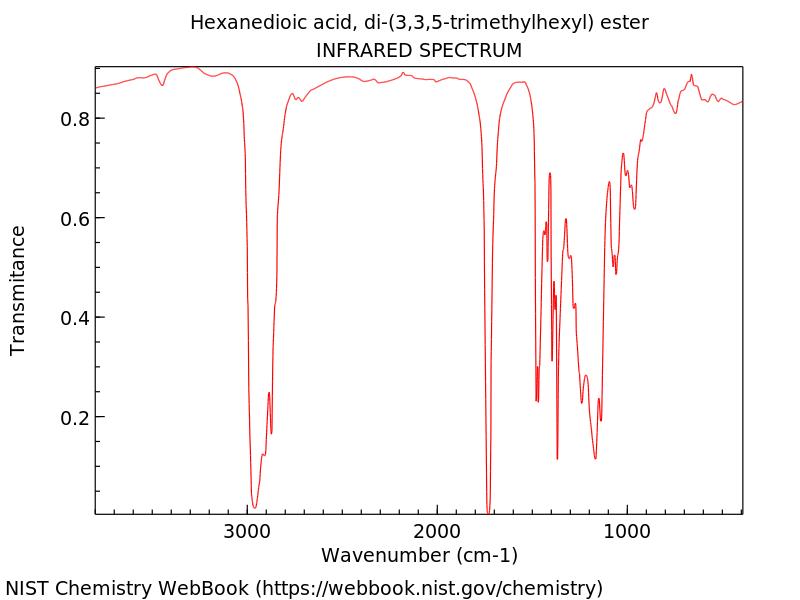 Hexanedioic acid, di-(3,3,5-trimethylhexyl) ester
INFRARED SPECTRUM
Transmitance
0.8
0.6
0.4
0.2
3000 2000 1000
Wavenumber (cm-1)
NIST Chemistry WebBook (https://webbook.nist.gov/chemistry)